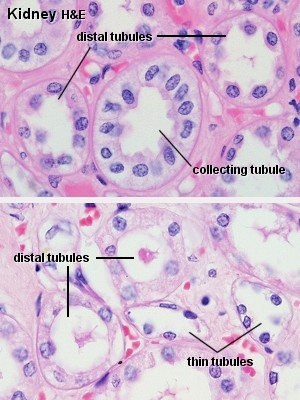 Kidney H&E
distal tubules
collecting tubule
distal tubules
thin tubules